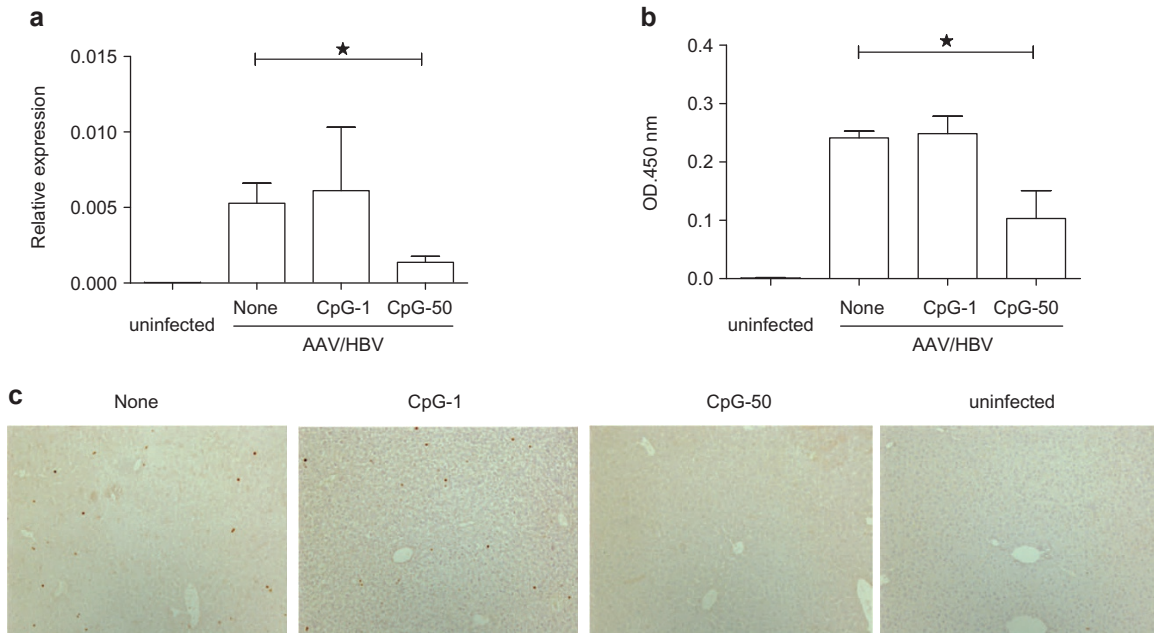 a
★
0.015
0.010
0.005
0.000
Relative expression
uninfected
None
CpG-1
CpG-50
AAV/HBV
b
★
0.4
0.3
0.2
0.1
0.0
OD.450 nm
uninfected
None
CpG-1
CpG-50
AAV/HBV
c
None
CpG-1
CpG-50
uninfected